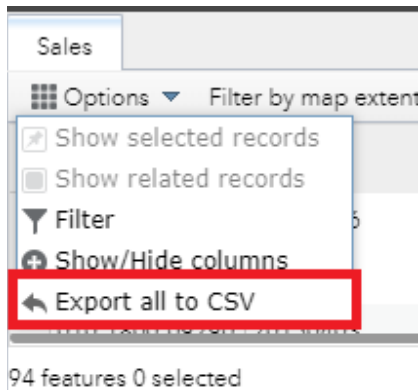 Sales
Options Filter by map extent
Show selected records
Show related records
Filter
Show/Hide columns
Export all to CSV
94 features 0 selected